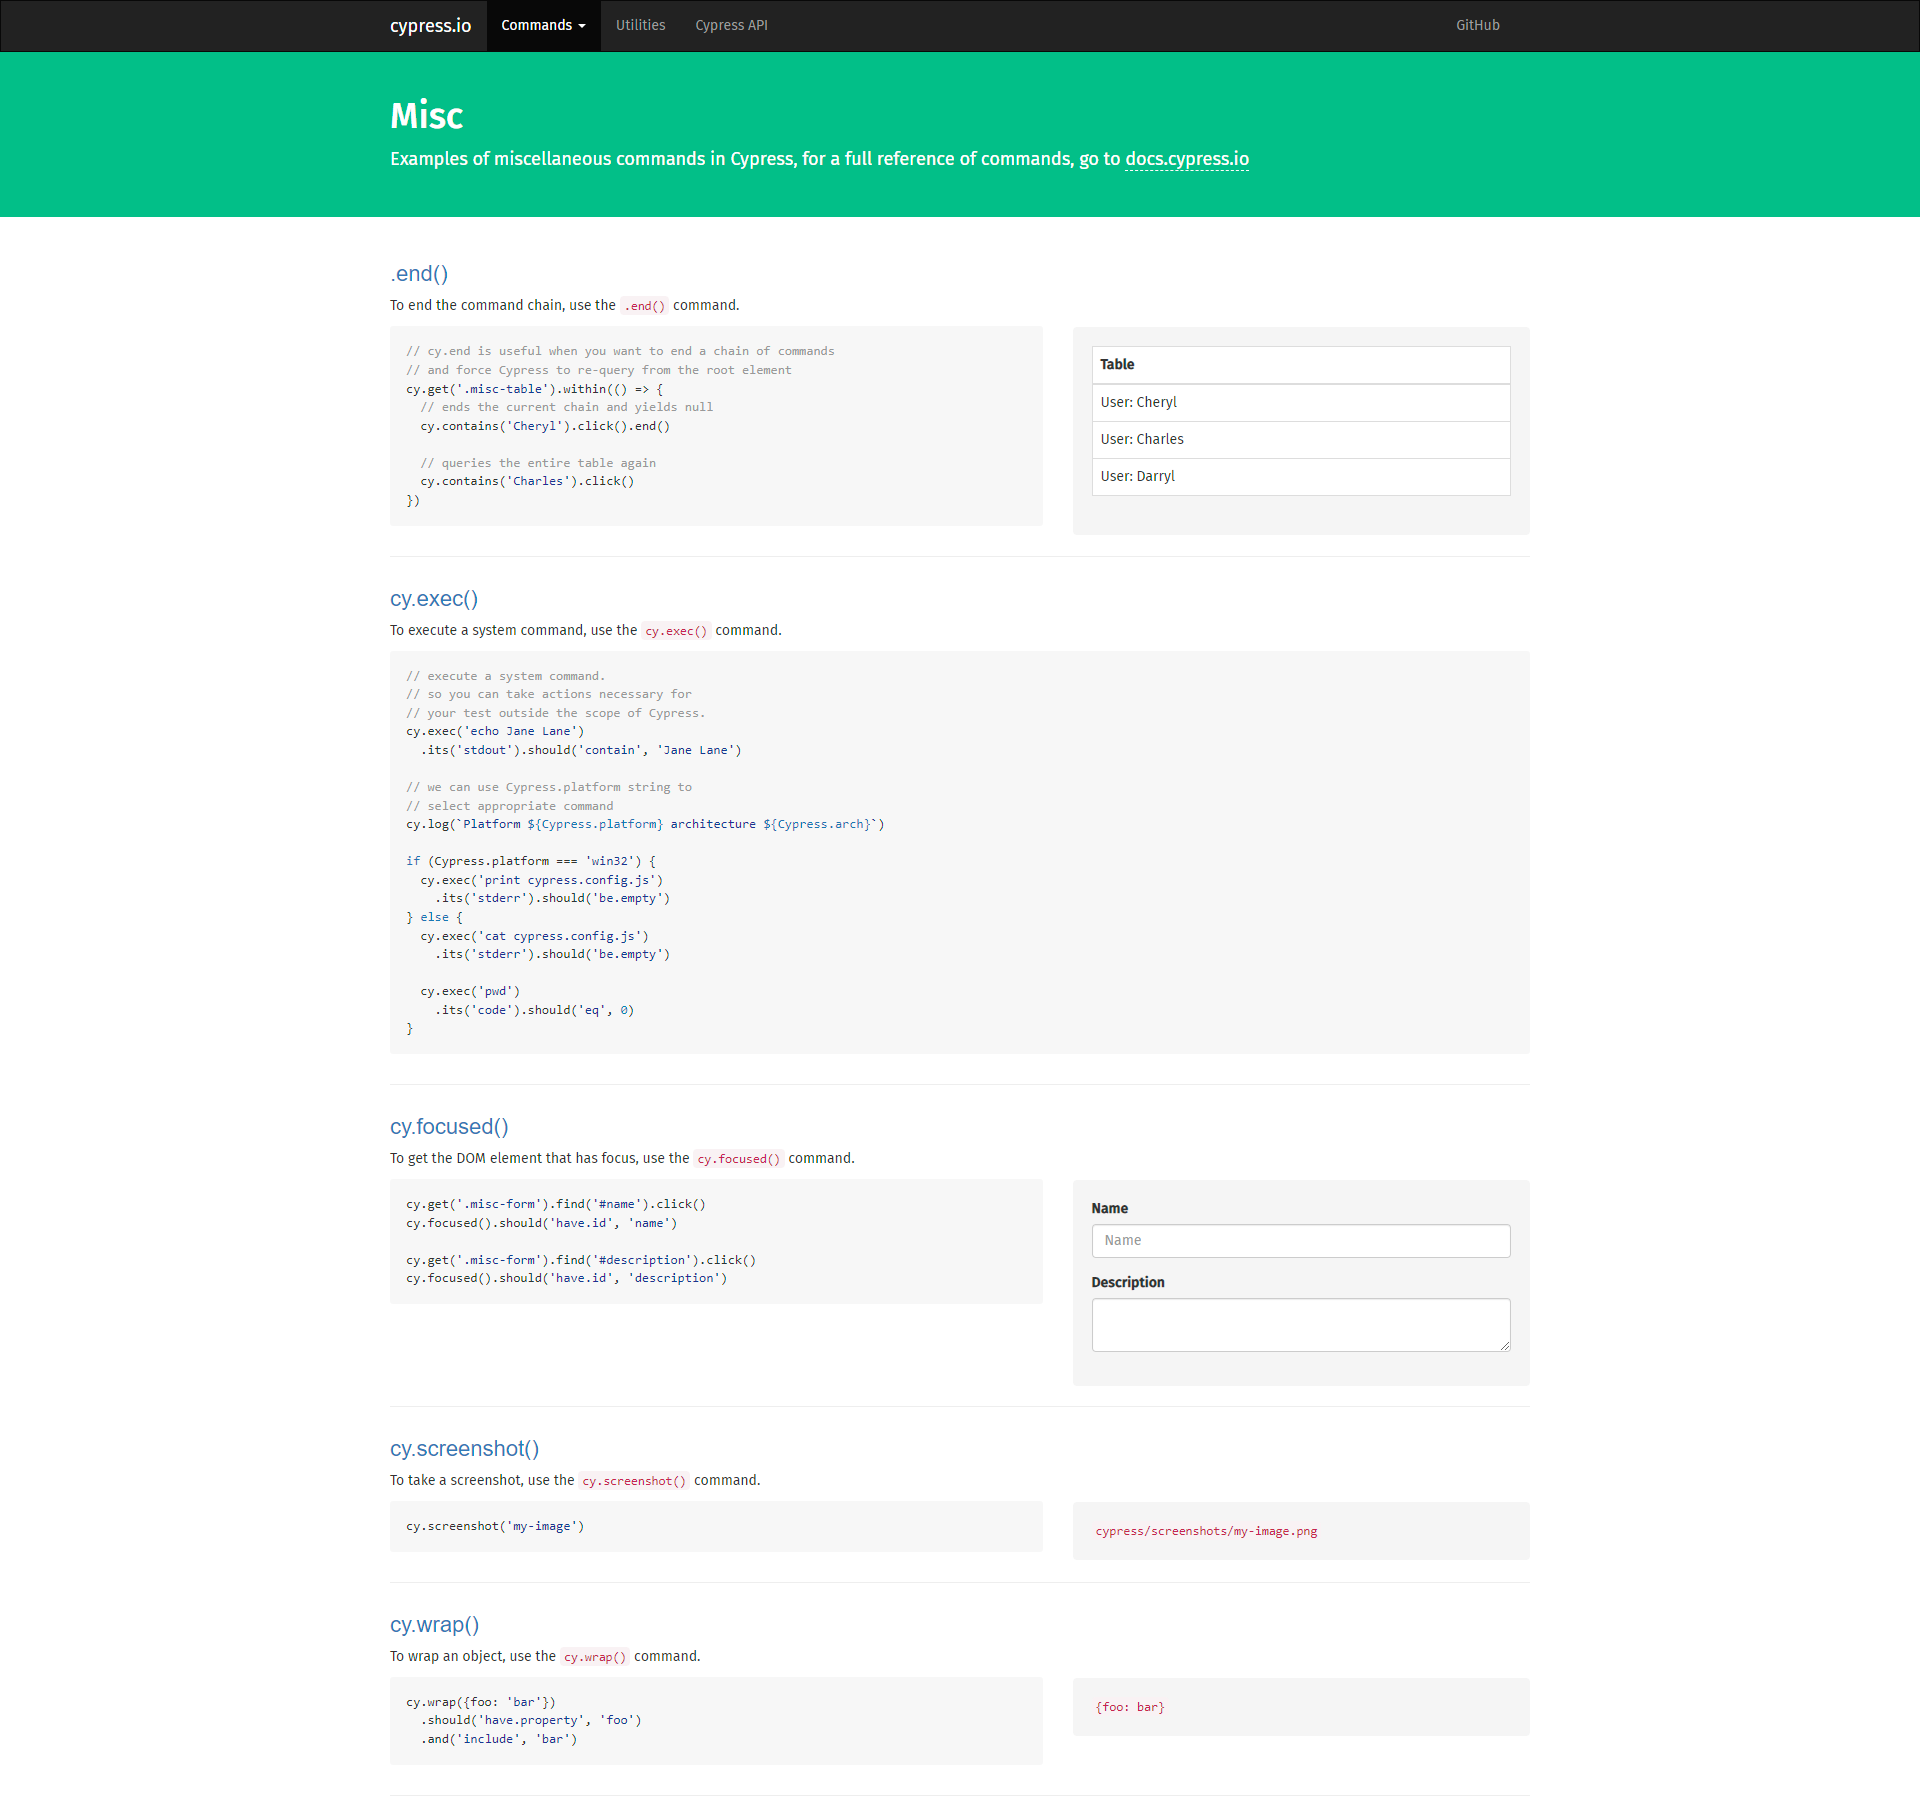 cypress.io Commands Utilities Cypress API GitHub
Misc
Examples of miscellaneous commands in Cypress, for a full reference of commands, go to docs.cypress.io
.end()
To end the command chain, use the .end() command.
// cy.end is useful when you want to end a chain of commands
// and force Cypress to re-query from the root element
cy.get('.misc-table').within(() => {
  // ends the current chain and yields null
  cy.contains('Cheryl').click().end()
  // queries the entire table again
  cy.contains('Charles').click()
})
Table
User: Cheryl
User: Charles
User: Darryl
cy.exec()
To execute a system command, use the cy.exec() command.
// execute a system command.
// so you can take actions necessary for
// your test outside the scope of Cypress.
cy.exec('echo Jane Lane')
  .its('stdout').should('contain', 'Jane Lane')
// we can use Cypress.platform string to
// select appropriate command
cy.log(`Platform ${Cypress.platform} architecture ${Cypress.arch}`)
if (Cypress.platform === 'win32') {
  cy.exec('print cypress.config.js')
    .its('stderr').should('be.empty')
} else {
  cy.exec('cat cypress.config.js')
    .its('stderr').should('be.empty')
  cy.exec('pwd')
    .its('code').should('eq', 0)
}
cy.focused()
To get the DOM element that has focus, use the cy.focused() command.
cy.get('.misc-form').find('#name').click()
cy.focused().should('have.id', 'name')
cy.get('.misc-form').find('#description').click()
cy.focused().should('have.id', 'description')
Name
Name
Description
cy.screenshot()
To take a screenshot, use the cy.screenshot() command.
cy.screenshot('my-image')
cypress/screenshots/my-image.png
cy.wrap()
To wrap an object, use the cy.wrap() command.
cy.wrap({foo: 'bar'})
  .should('have.property', 'foo')
  .and('include', 'bar')
{foo: bar}